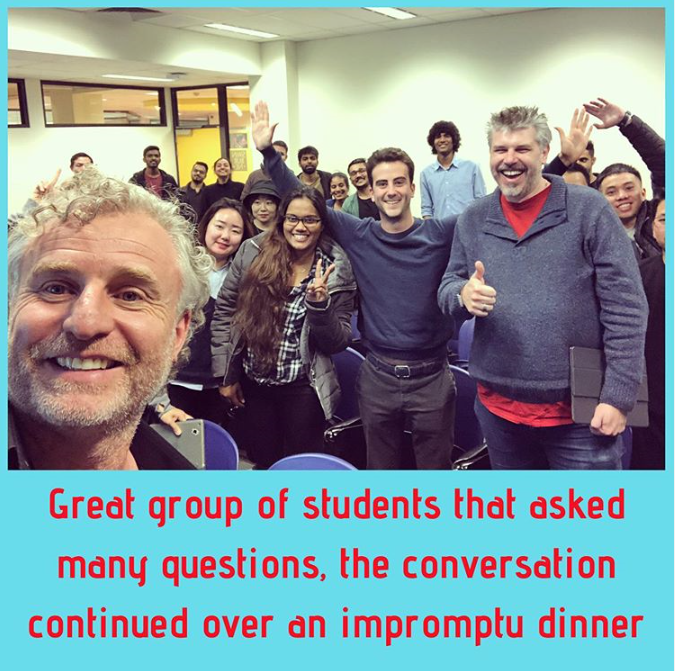 Great group of students that asked
many questions, the conversation
continued over an impromptu dinner